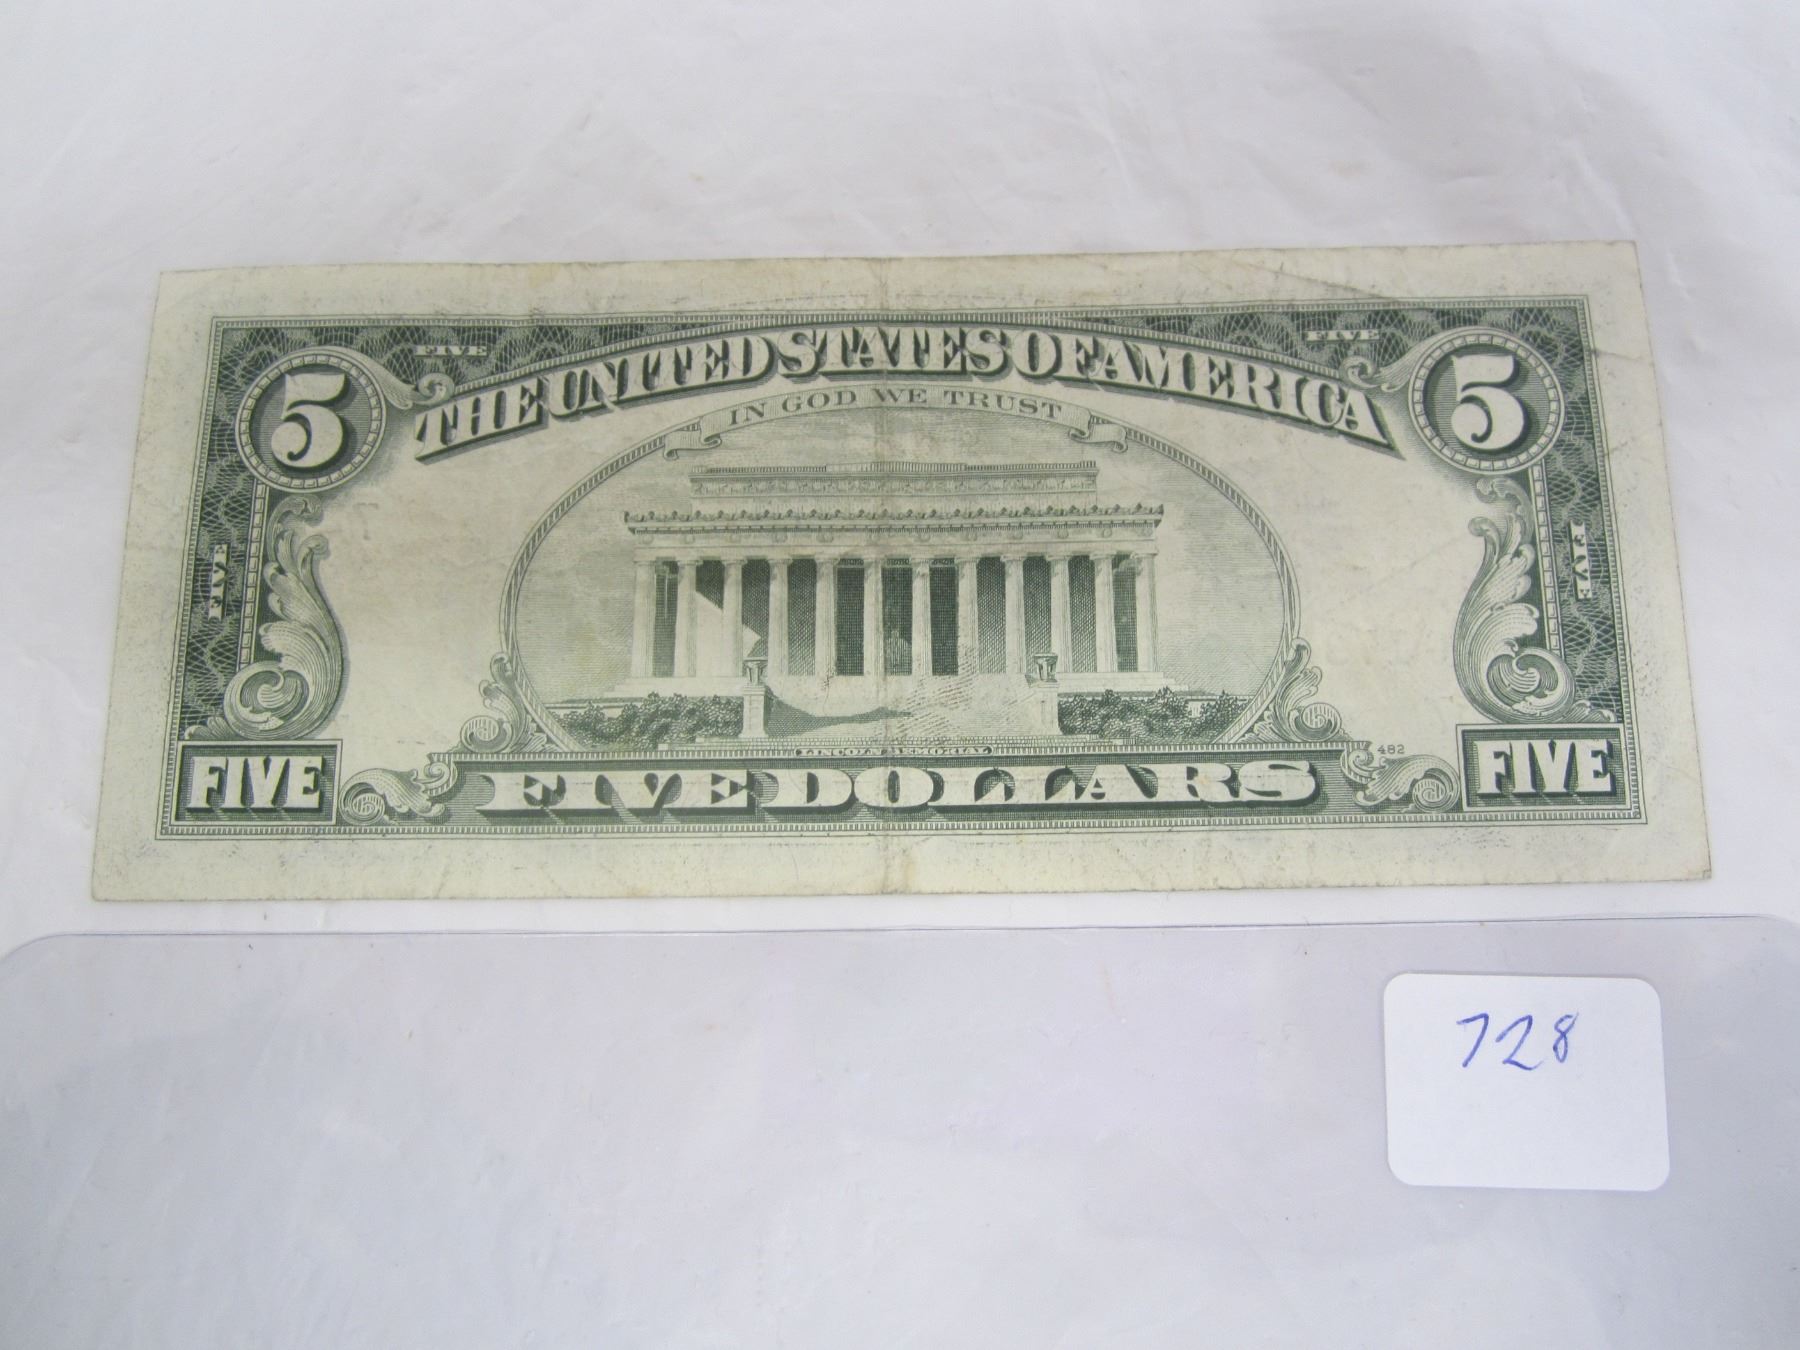 FIVE FIVE
5 THE UNITED STATES OF AMERICA 5
IN GOD WE TRUST
FIVE FIVE
LINCOLN MEMORIAL
482
FIVE FIVE DOLLARS FIVE
728